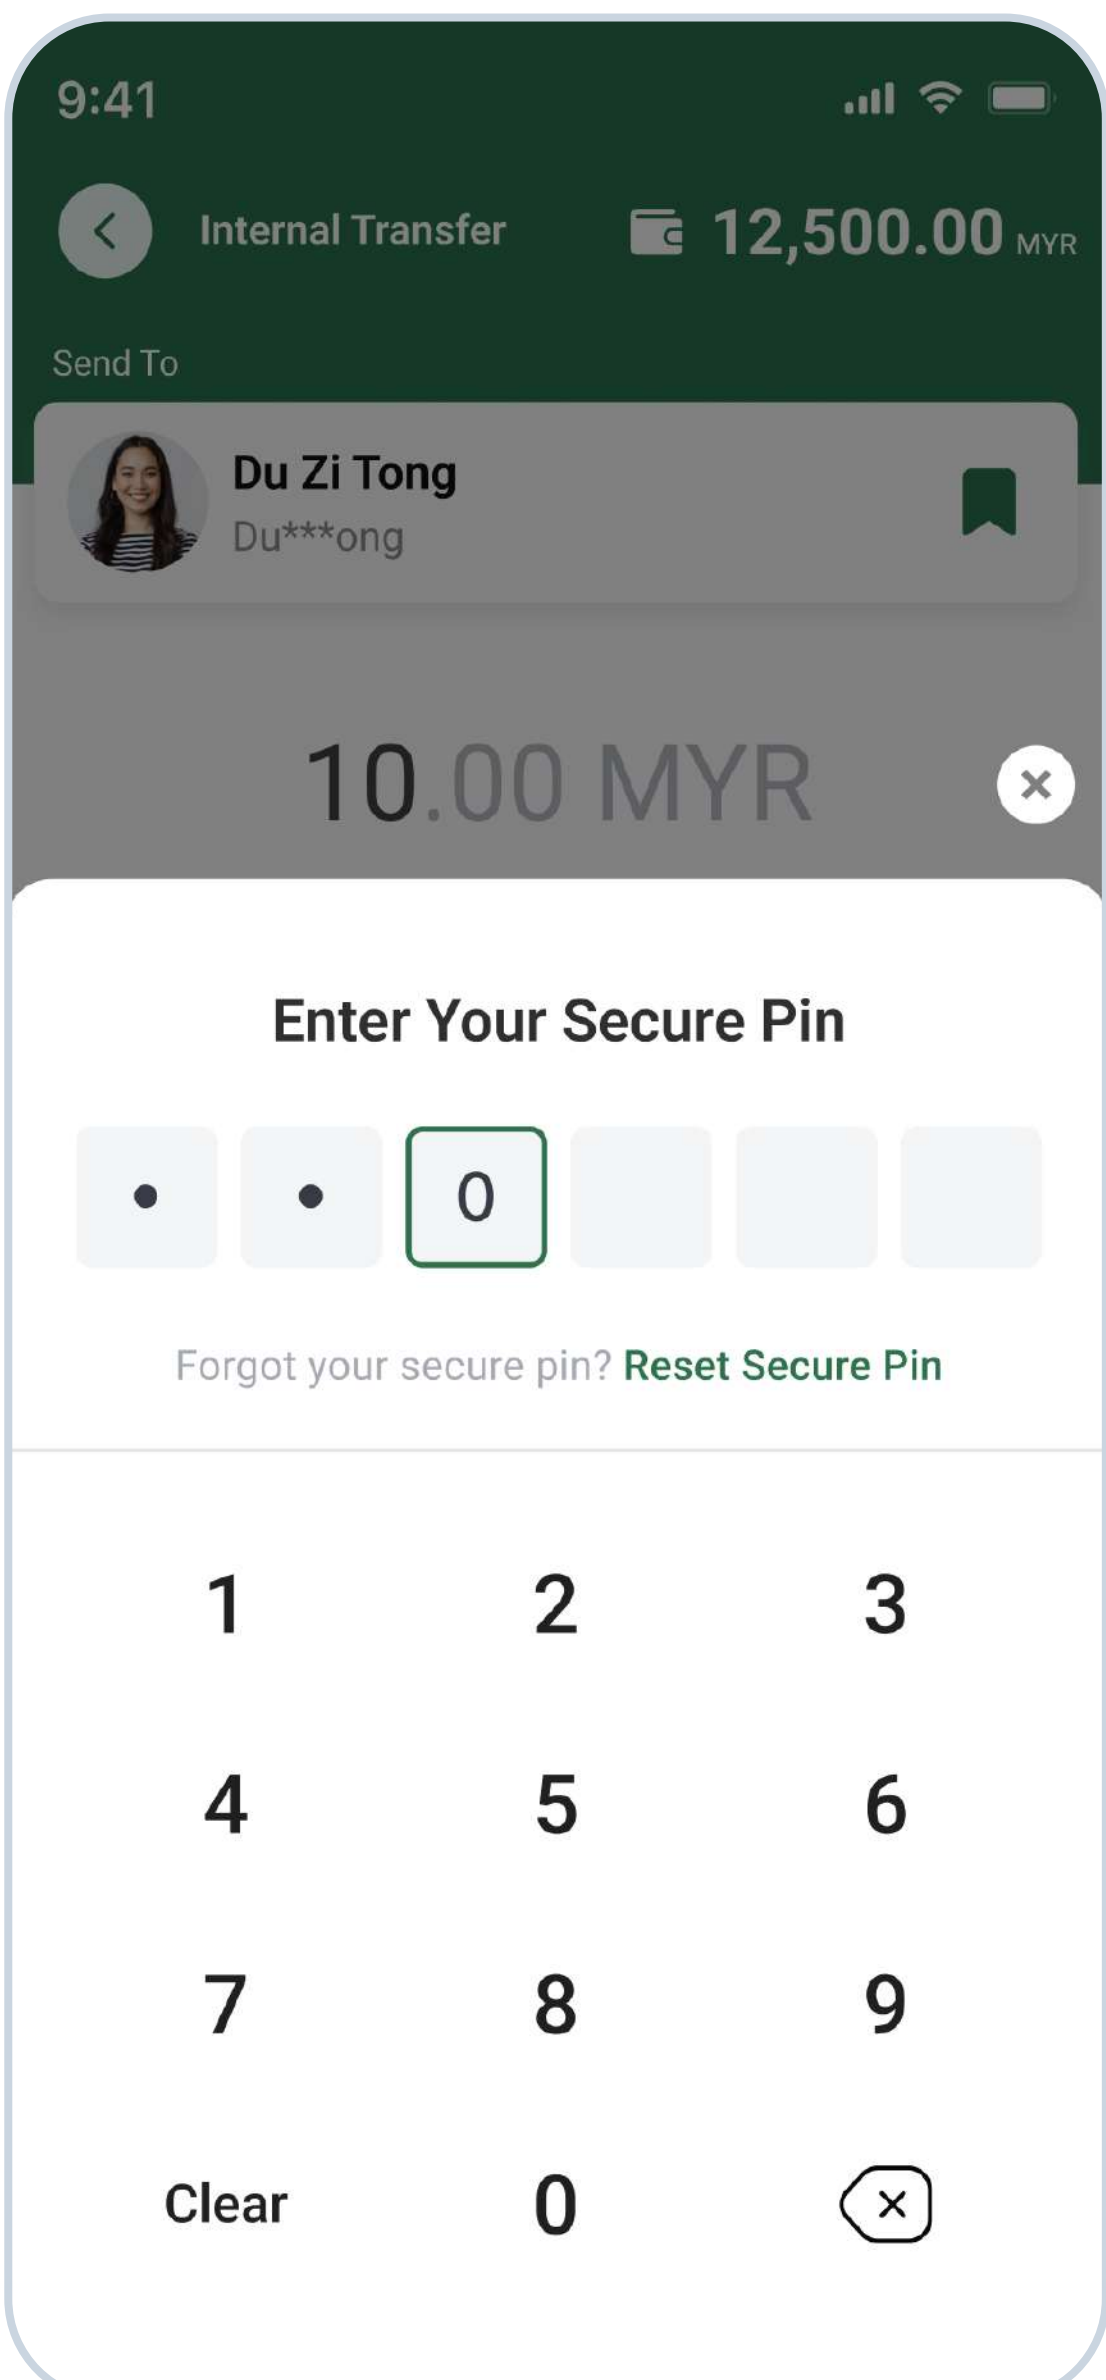 9:41
Internal Transfer 12,500.00 MYR
Send To
Du Zi Tong
Du***ong
10.00 MYR
Enter Your Secure Pin
0
Forgot your secure pin? Reset Secure Pin
1 2 3
4 5 6
7 8 9
Clear 0